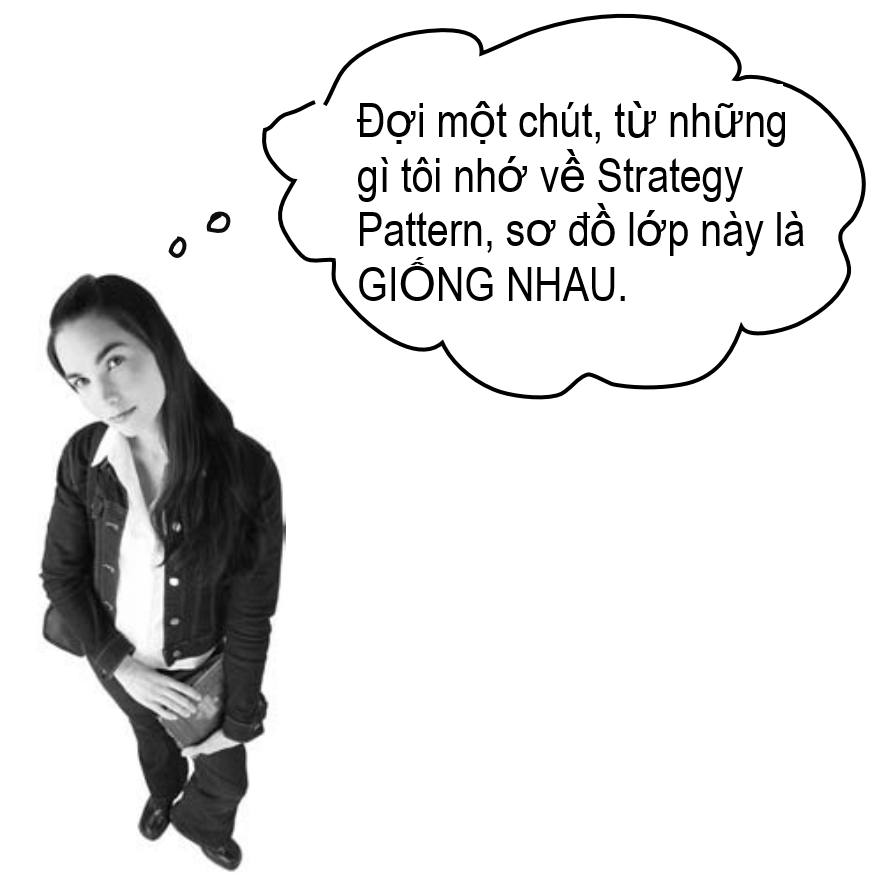 Đợi một chút, từ những
gì tôi nhớ về Strategy
Pattern, sơ đồ lớp này là
GIỐNG NHAU.